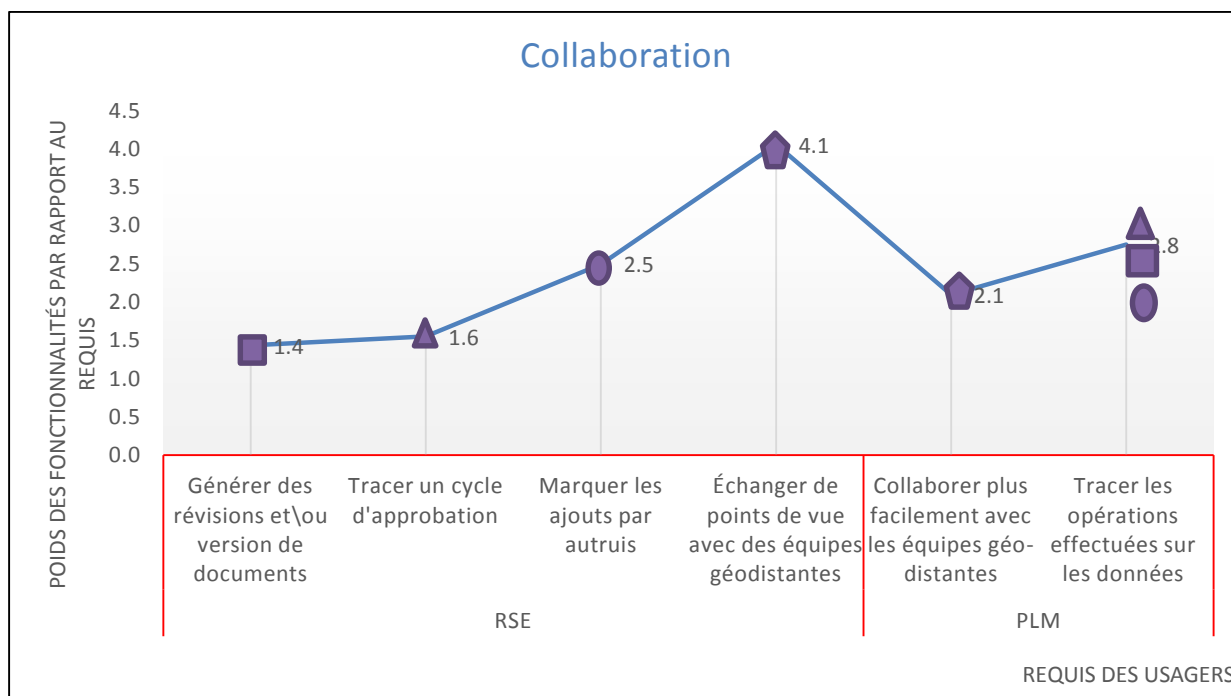 Collaboration
POIDS DES FONCTIONNALITÉS PAR RAPPORT AU
REQUIS
4.5
4.0
3.5
3.0
2.5
2.0
1.5
1.0
0.5
0.0
1.4
1.6
2.5
4.1
2.1
2.8
Générer des
révisions et\ou
version de
documents
Tracer un cycle
d'approbation
Marquer les
ajouts par
autruis
Échanger de
points de vue
avec des équipes
géodistantes
Collaborer plus
facilement avec
les équipes géo-
distantes
Tracer les
opérations
effectuées sur
les données
RSE
PLM
REQUIS DES USAGERS